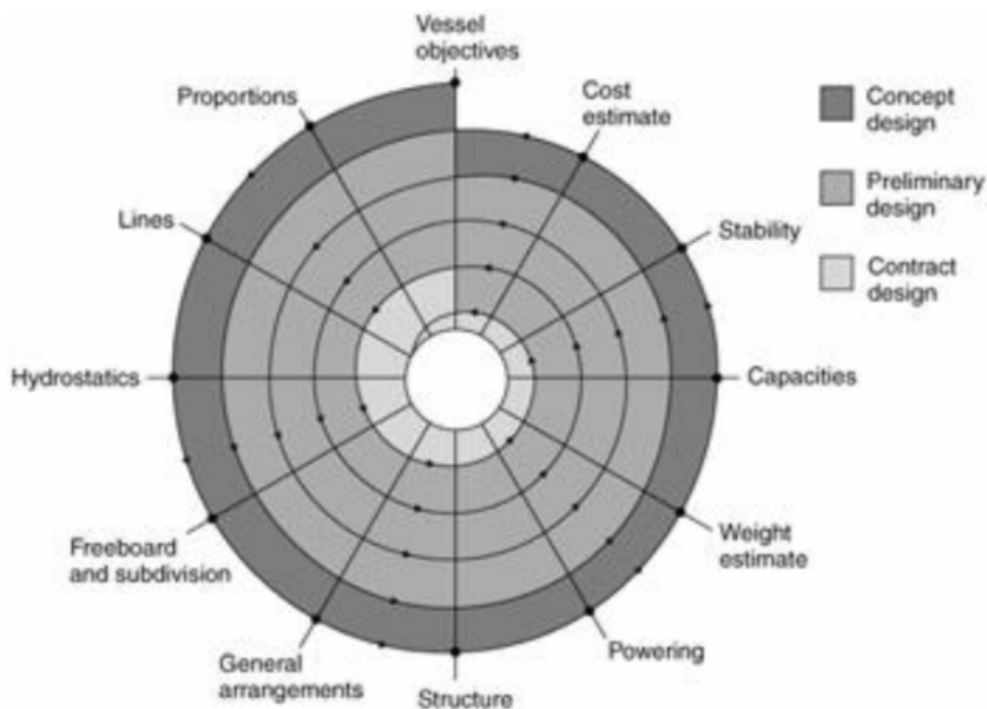 Vessel
objectives
Cost
estimate
Stability
Capacities
Weight
estimate
Powering
Structure
General
arrangements
Freeboard
and subdivision
Hydrostatics
Lines
Proportions
Concept
design
Preliminary
design
Contract
design